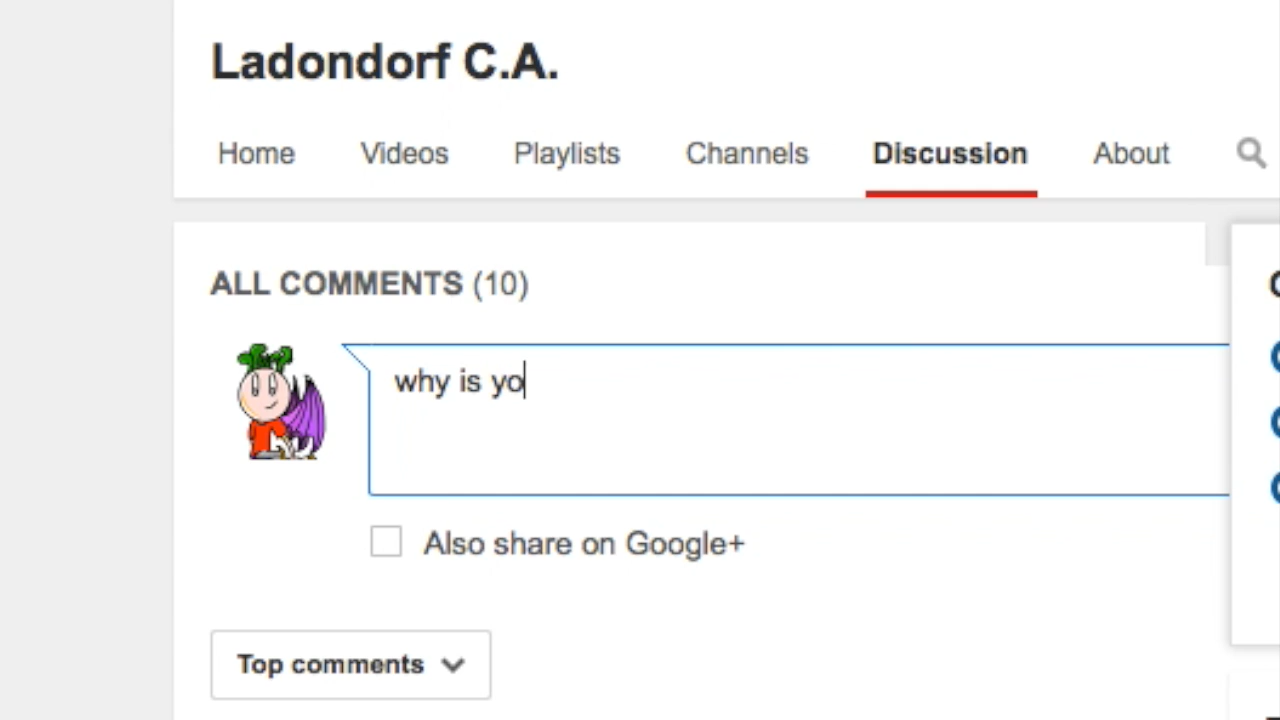 Ladondorf C.A.
Home Videos Playlists Channels Discussion About
ALL COMMENTS (10)
why is yo
Also share on Google+
Top comments